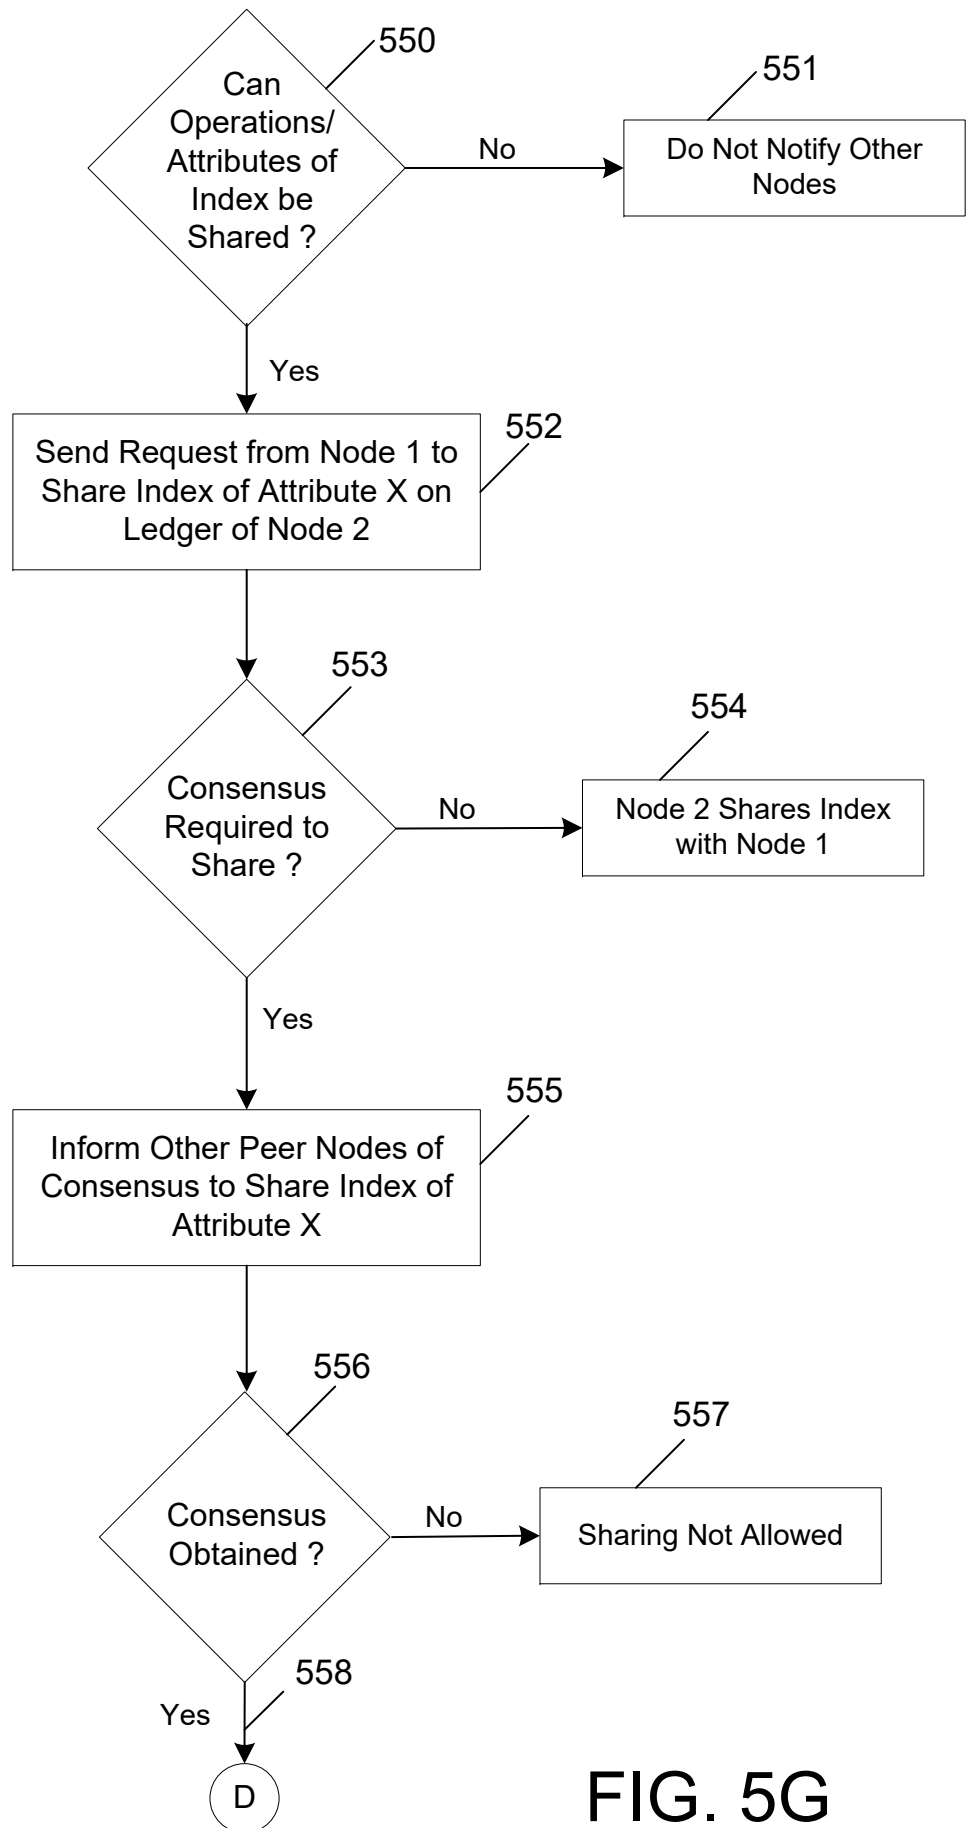 550
Can
Operations/
Attributes of
Index be
Shared ?
No
551
Do Not Notify Other
Nodes
Yes
552
Send Request from Node 1 to
Share Index of Attribute X on
Ledger of Node 2
553
Consensus
Required to
Share ?
No
554
Node 2 Shares Index
with Node 1
Yes
555
Inform Other Peer Nodes of
Consensus to Share Index of
Attribute X
556
Consensus
Obtained ?
No
557
Sharing Not Allowed
558
Yes
D
FIG. 5G